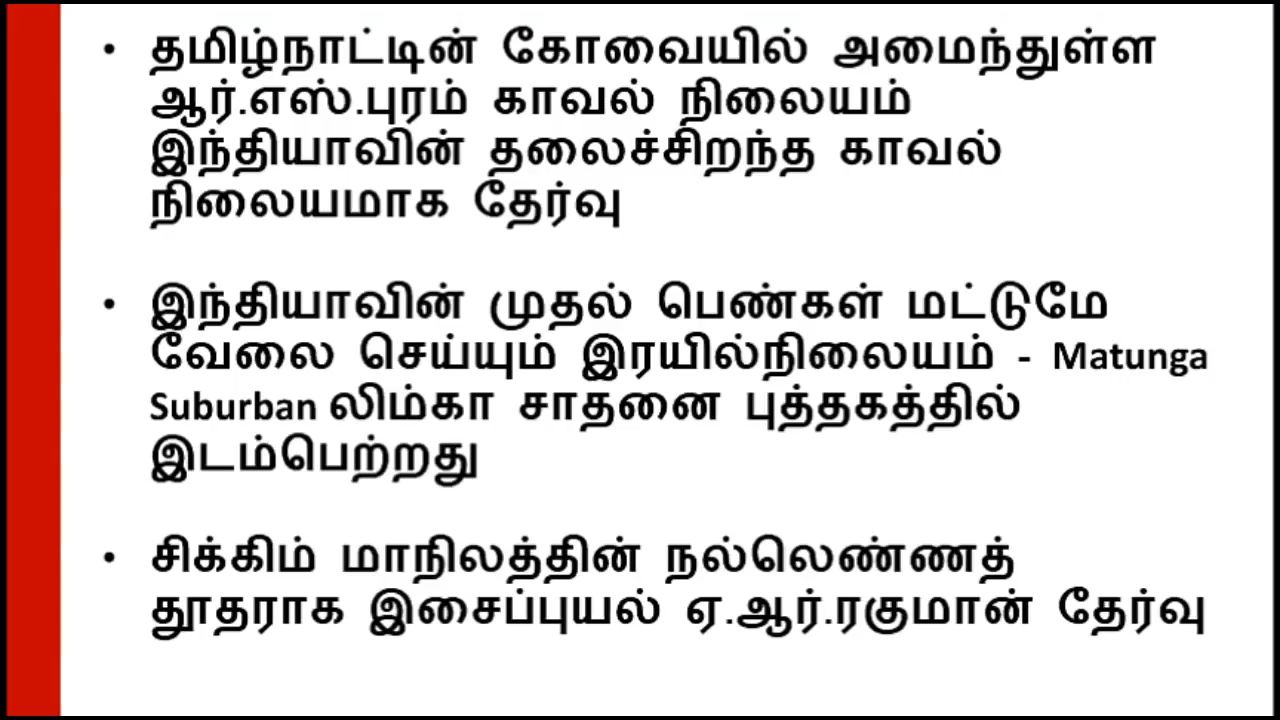 • தமிழ்நாட்டின் கோவையில் அமைந்துள்ள
ஆர்.எஸ்.புரம் காவல் நிலையம்
இந்தியாவின் தலைச்சிறந்த காவல்
நிலையமாக தேர்வு
• இந்தியாவின் முதல் பெண்கள் மட்டுமே
வேலை செய்யும் இரயில்நிலையம் - Matunga
Suburban லிம்கா சாதனை புத்தகத்தில்
இடம்பெற்றது
• சிக்கிம் மாநிலத்தின் நல்லெண்ணத்
தூதராக இசைப்புயல் ஏ.ஆர்.ரகுமான் தேர்வு